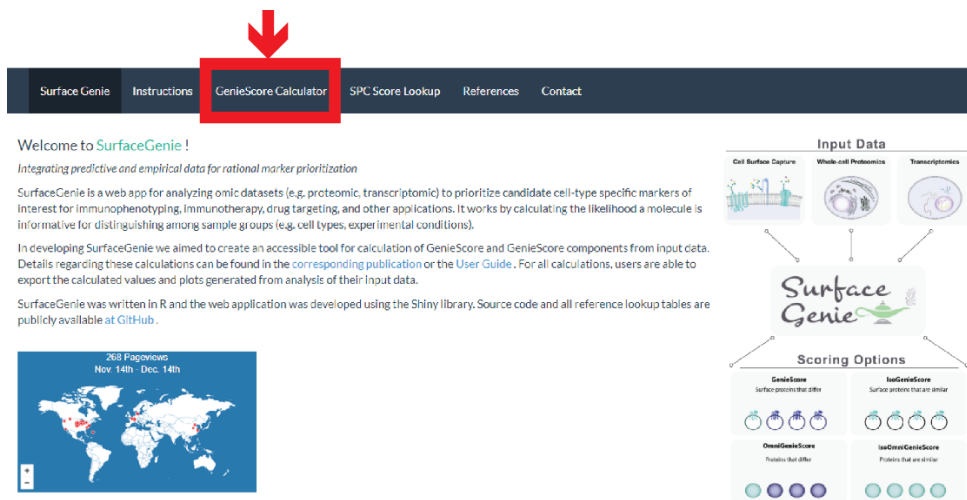 Surface Genie Instructions GenieScore Calculator SPC Score Lookup References Contact
Welcome to SurfaceGenie !
Integrating predictive and empirical data for rational marker prioritization
SurfaceGenie is a web app for analyzing omic datasets (e.g. proteomic, transcriptomic) to prioritize candidate cell-type specific markers of
interest for immunophenotyping, immunotherapy, drug targeting, and other applications. It works by calculating the likelihood a molecule is
informative for distinguishing among sample groups (e.g. cell types, experimental conditions).
In developing SurfaceGenie we aimed to create an accessible tool for calculation of GenieScore and GenieScore components from input data.
Details regarding these calculations can be found in the corresponding publication or the User Guide . For all calculations, users are able to
export the calculated values and plots generated from analysis of their input data.
SurfaceGenie was written in R and the web application was developed using the Shiny library. Source code and all reference lookup tables are
publicly available at GitHub .
268 Pageviews
Nov. 14th - Dec. 14th
+
−
Input Data
Cell Surface Capture Whole-cell Proteomics Transcriptomics
Surface
Genie
Scoring Options
GenieScore IsoGenieScore
Surface proteins that differ Surface proteins that are similar
OmniGenieScore IsoOmniGenieScore
Proteins that differ Proteins that are similar